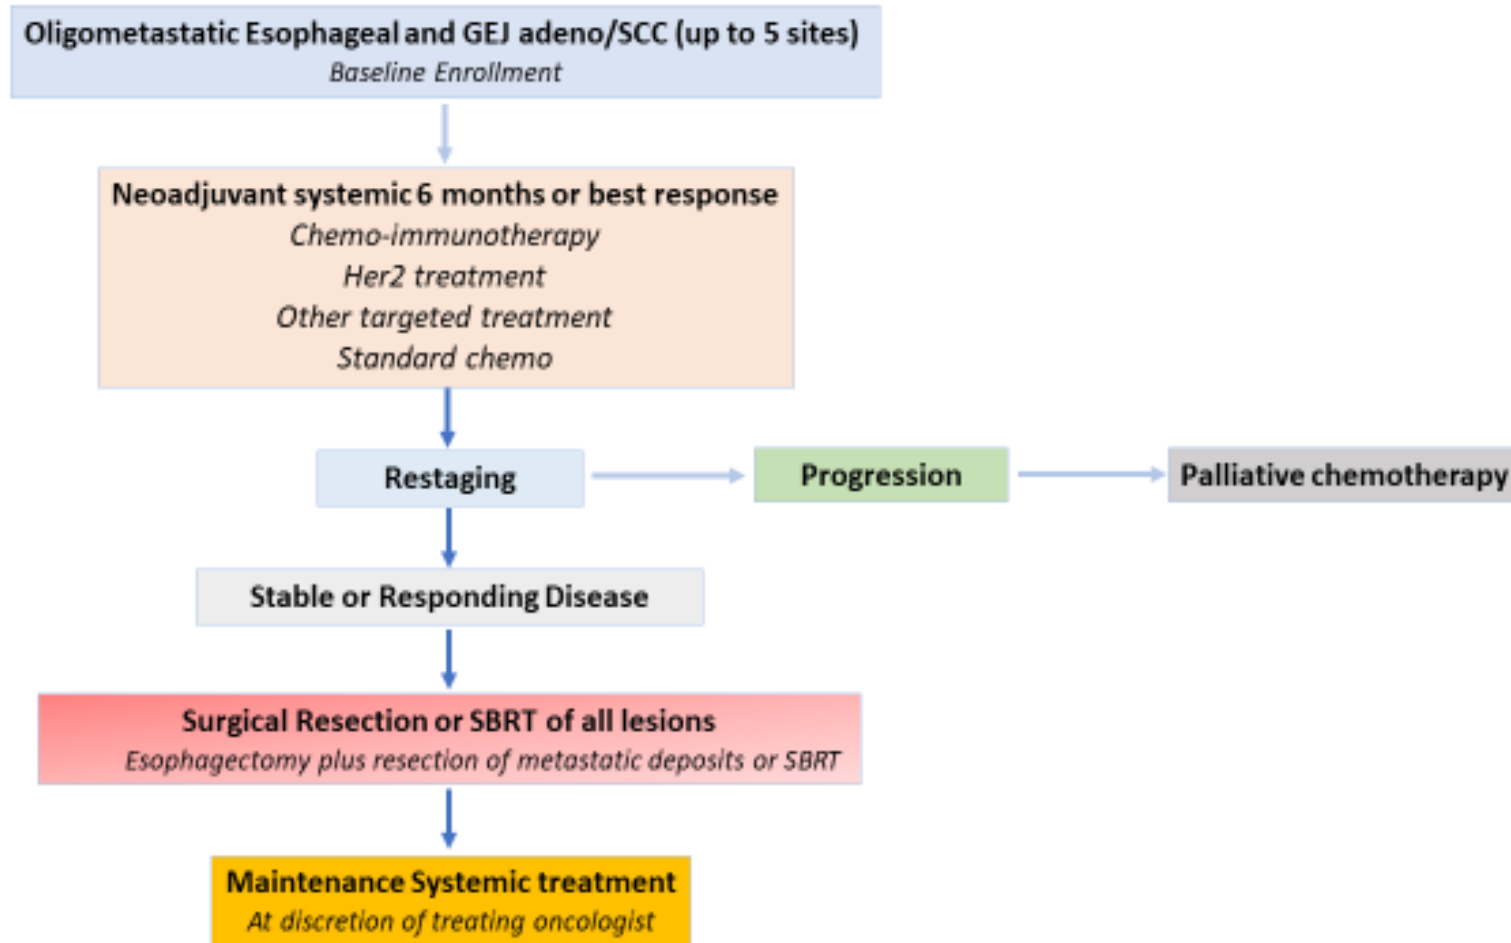 Oligometastatic Esophageal and GEJ adeno/SCC (up to 5 sites)
Baseline Enrollment
Neoadjuvant systemic 6 months or best response
Chemo-immunotherapy
Her2 treatment
Other targeted treatment
Standard chemo
Restaging
Progression
Palliative chemotherapy
Stable or Responding Disease
Surgical Resection or SBRT of all lesions
Esophagectomy plus resection of metastatic deposits or SBRT
Maintenance Systemic treatment
At discretion of treating oncologist